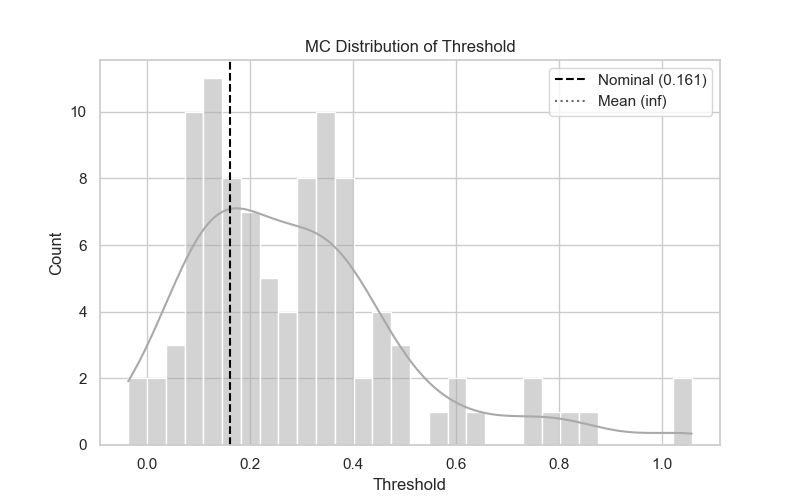 MC Distribution of Threshold
Nominal (0.161)
Mean (inf)
Count
10
8
6
4
2
0
0.0 0.2 0.4 0.6 0.8 1.0
Threshold